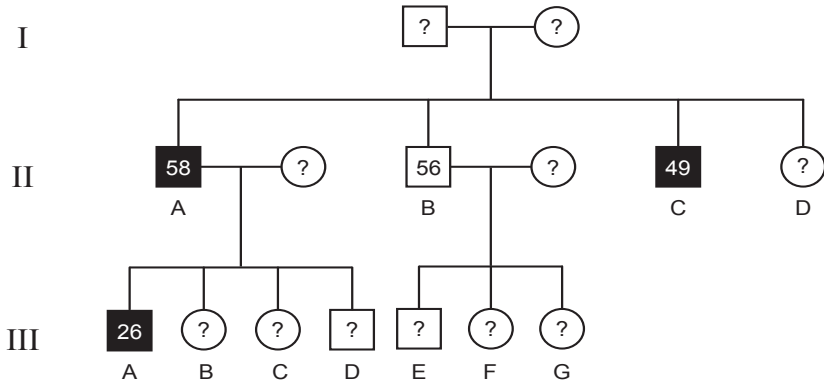 I ? ?
II 58 ? 56 ? 49 ?
A B C D
III 26 ? ? ? ? ? ?
A B C D E F G